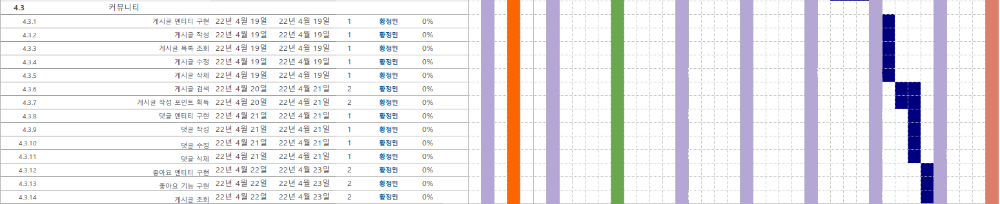 4.3 커뮤니티
4.3.1 게시글 엔티티 구현 22년 4월 19일 22년 4월 19일 1 황정민 0%
4.3.2 게시글 작성 22년 4월 19일 22년 4월 19일 1 황정민 0%
4.3.3 게시글 목록 조회 22년 4월 19일 22년 4월 19일 1 황정민 0%
4.3.4 게시글 수정 22년 4월 19일 22년 4월 19일 1 황정민 0%
4.3.5 게시글 삭제 22년 4월 19일 22년 4월 19일 1 황정민 0%
4.3.6 게시글 검색 22년 4월 20일 22년 4월 21일 2 황정민 0%
4.3.7 게시글 작성 포인트 획득 22년 4월 20일 22년 4월 21일 2 황정민 0%
4.3.8 댓글 엔티티 구현 22년 4월 21일 22년 4월 21일 1 황정민 0%
4.3.9 댓글 작성 22년 4월 21일 22년 4월 21일 1 황정민 0%
4.3.10 댓글 수정 22년 4월 21일 22년 4월 21일 1 황정민 0%
4.3.11 댓글 삭제 22년 4월 21일 22년 4월 21일 1 황정민 0%
4.3.12 좋아요 엔티티 구현 22년 4월 22일 22년 4월 23일 2 황정민 0%
4.3.13 좋아요 기능 구현 22년 4월 22일 22년 4월 23일 2 황정민 0%
4.3.14 게시글 조회 22년 4월 22일 22년 4월 23일 2 황정민 0%